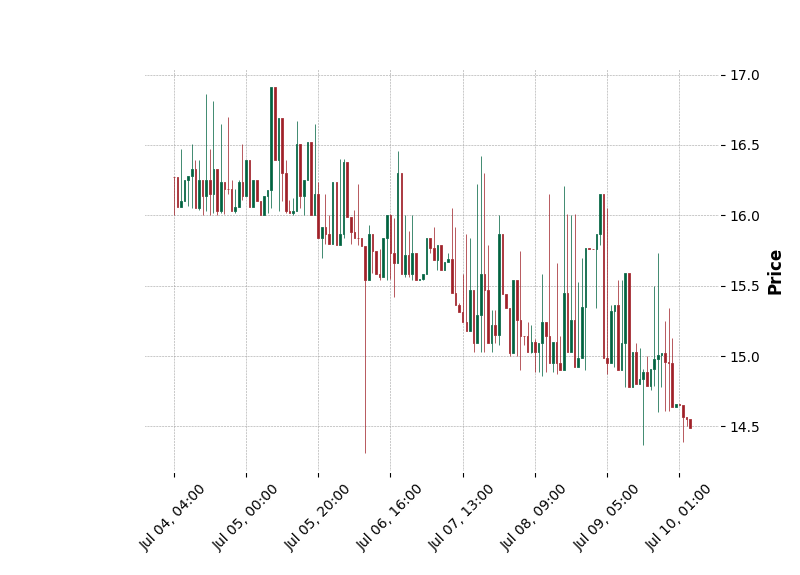 17.0
16.5
16.0
15.5
15.0
14.5
Price
Jul 04, 04:00
Jul 05, 00:00
Jul 05, 20:00
Jul 06, 16:00
Jul 07, 13:00
Jul 08, 09:00
Jul 09, 05:00
Jul 10, 01:00